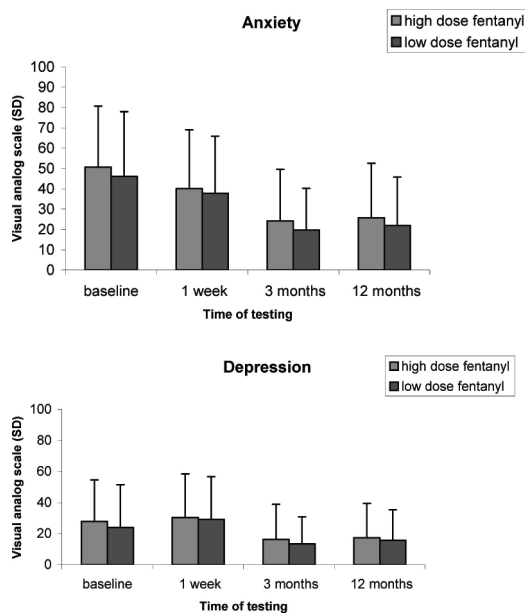 Anxiety
high dose fentanyl
low dose fentanyl
Visual analog scale (SD)
100
90
80
70
60
50
40
30
20
10
0
baseline 1 week 3 months 12 months
Time of testing
Depression
high dose fentanyl
low dose fentanyl
Visual analog scale (SD)
100
80
60
40
20
0
baseline 1 week 3 months 12 months
Time of testing